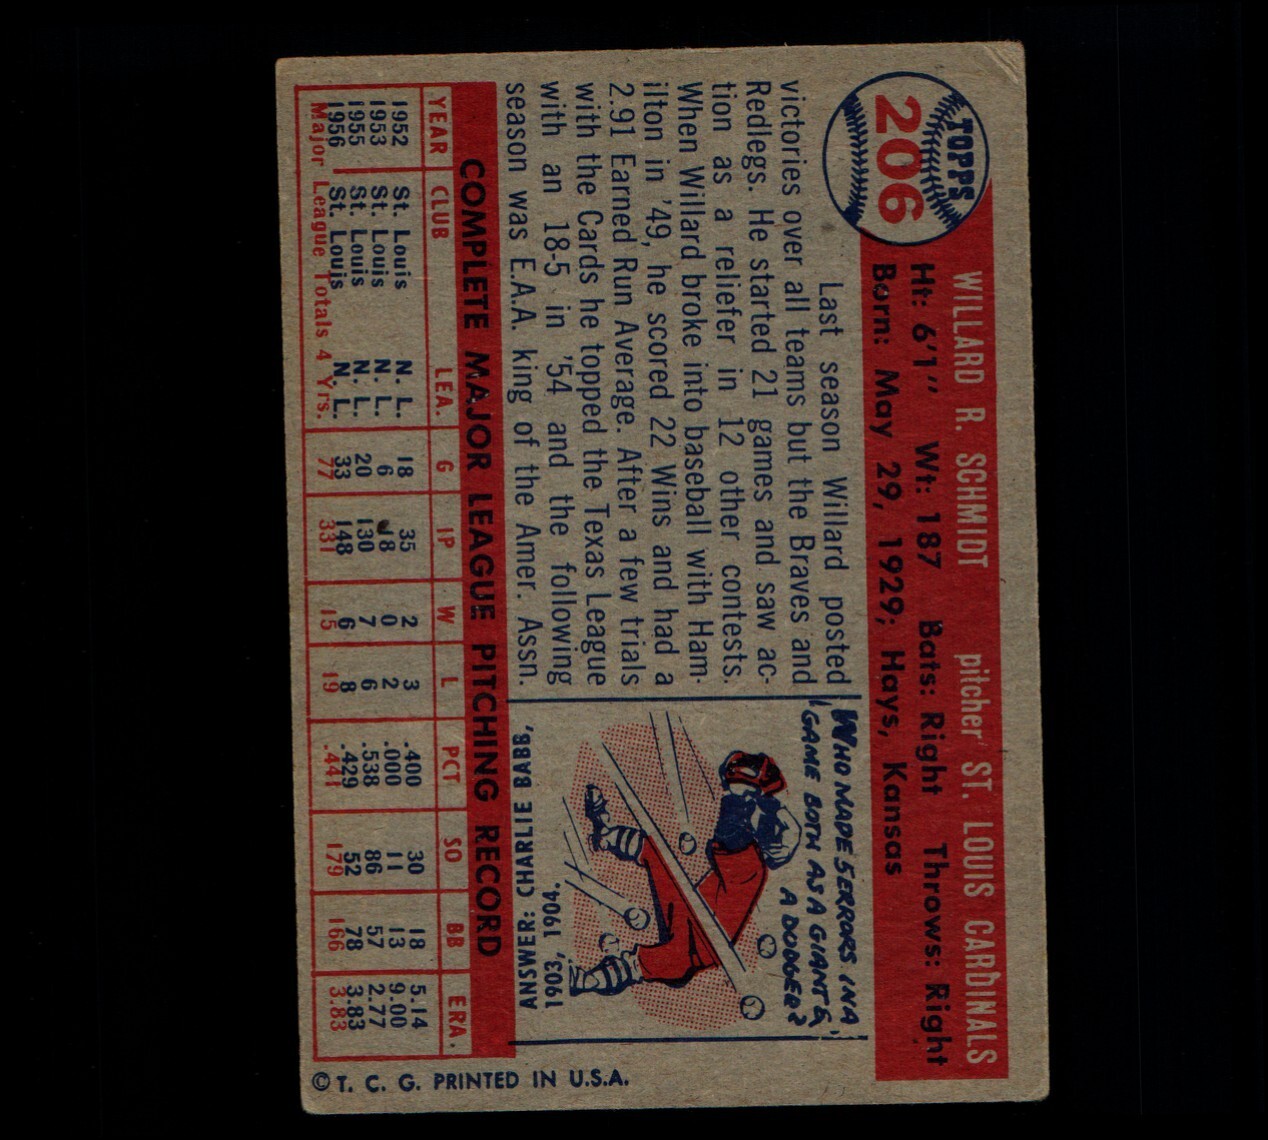 TOPPS
206
WILLARD R. SCHMIDT pitcher ST. LOUIS CARDINALS
Ht: 6'1" Wt: 187 Bats: Right Throws: Right
Born: May 29, 1929; Hays, Kansas
Last season Willard posted
victories over all teams but the Braves and
Redlegs. He started 21 games and saw ac-
tion as a reliefer in 12 other contests.
When Willard broke into baseball with Ham-
ilton in '49, he scored 22 Wins and had a
2.91 Earned Run Average. After a few trials
with the Cards he topped the Texas League
with an 18-5 in '54 and the following
season was E.A.A. king of the Amer. Assn.
WHO MADE 5 ERRORS IN A
GAME BOTH AS A GIANT &
A DODGER?
ANSWER: CHARLIE BABB,
1903, 1904.
COMPLETE MAJOR LEAGUE PITCHING RECORD
YEAR CLUB LEA. G IP W L PCT SO BB ERA.
1952 St. Louis N. L. 18 35 2 3 .400 30 18 5.14
1953 St. Louis N. L. 6 18 0 2 .000 11 13 9.00
1955 St. Louis N. L. 20 130 7 6 .538 86 57 2.77
1956 St. Louis N. L. 33 148 6 8 .429 52 78 3.83
Major League Totals 4 Yrs. 77 331 15 19 .441 179 166 3.83
© T. C. G. PRINTED IN U.S.A.